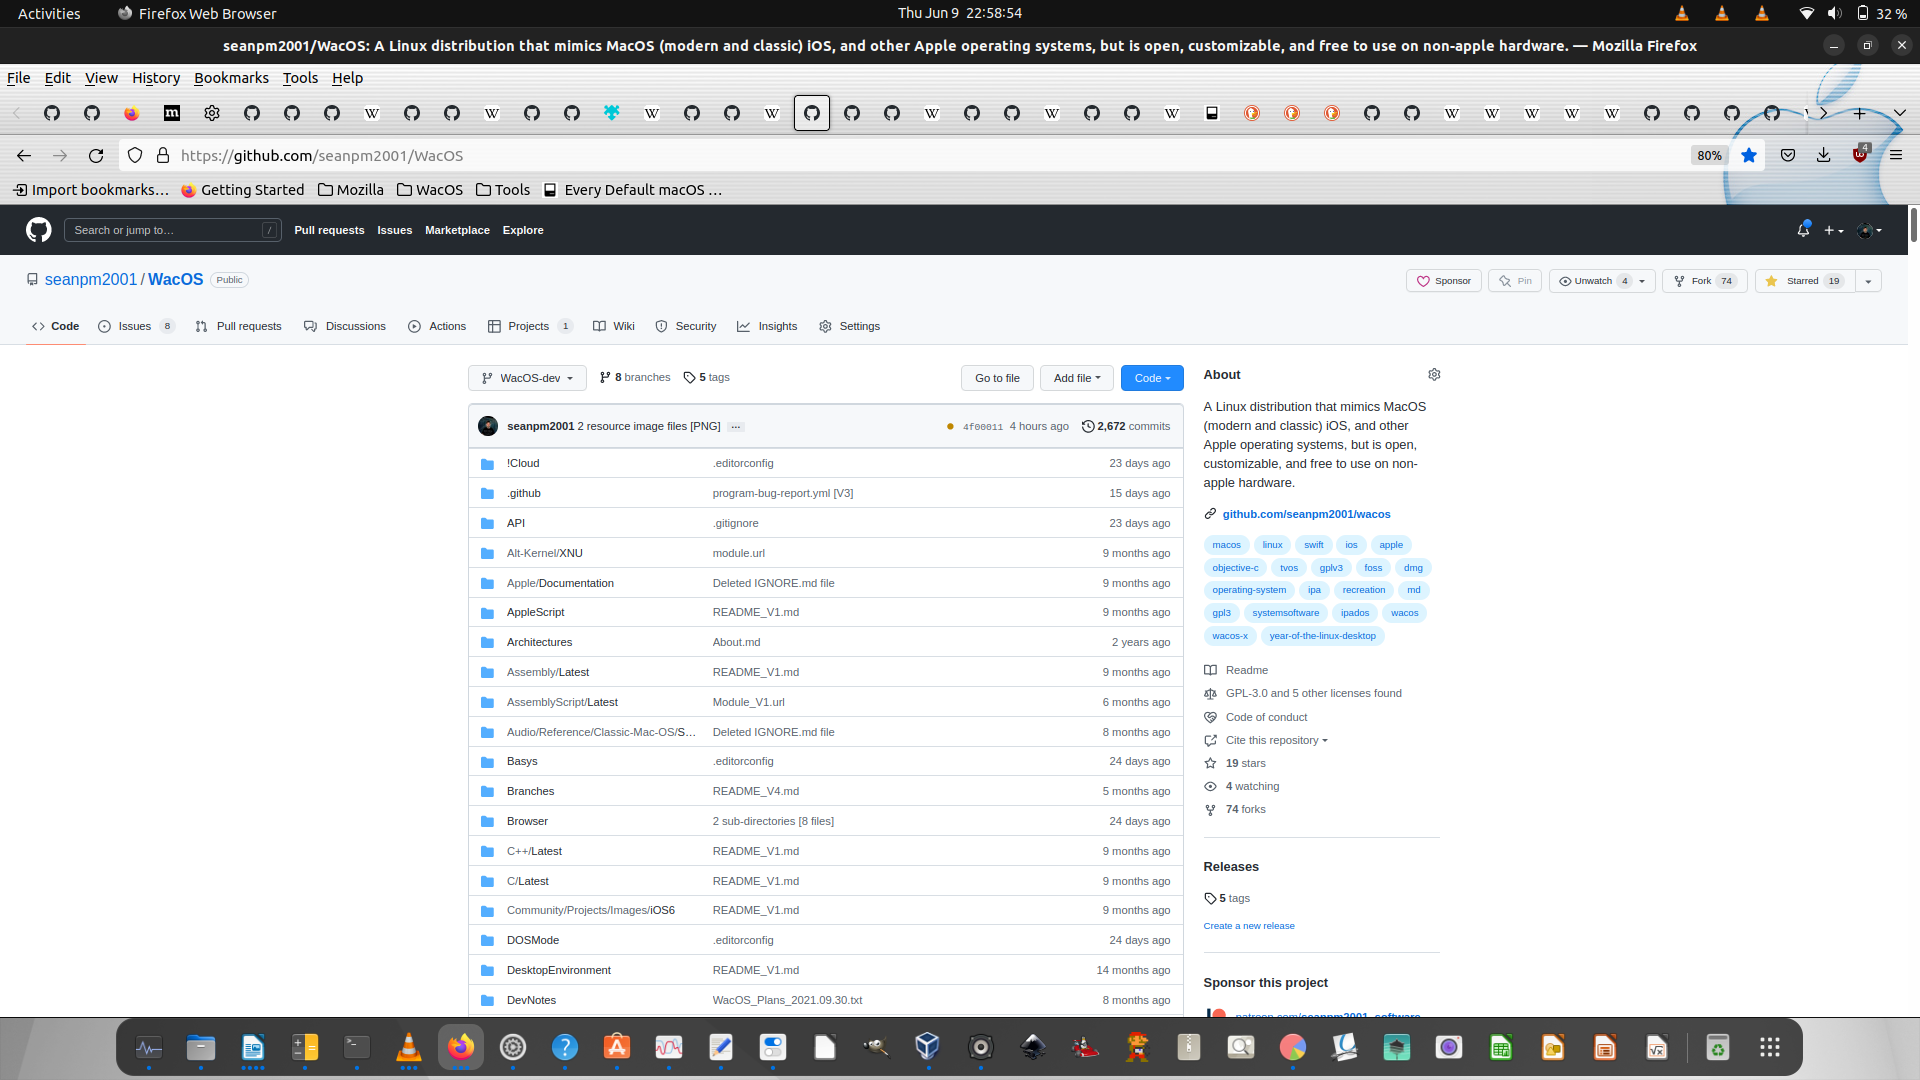 Activities Firefox Web Browser Thu Jun 9 22:58:54 32 %
seanpm2001/WacOS: A Linux distribution that mimics MacOS (modern and classic) iOS, and other Apple operating systems, but is open, customizable, and free to use on non-apple hardware. — Mozilla Firefox
File Edit View History Bookmarks Tools Help
https://github.com/seanpm2001/WacOS 80% 4
Import bookmarks… Getting Started Mozilla WacOS Tools Every Default macOS …
Search or jump to… / Pull requests Issues Marketplace Explore
seanpm2001 / WacOS Public Sponsor Pin Unwatch 4 Fork 74 Starred 19
Code Issues 8 Pull requests Discussions Actions Projects 1 Wiki Security Insights Settings
WacOS-dev 8 branches 5 tags Go to file Add file Code
seanpm2001 2 resource image files [PNG] ... 4f00011 4 hours ago 2,672 commits
!Cloud .editorconfig 23 days ago
.github program-bug-report.yml [V3] 15 days ago
API .gitignore 23 days ago
Alt-Kernel/XNU module.url 9 months ago
Apple/Documentation Deleted IGNORE.md file 9 months ago
AppleScript README_V1.md 9 months ago
Architectures About.md 2 years ago
Assembly/Latest README_V1.md 9 months ago
AssemblyScript/Latest Module_V1.url 6 months ago
Audio/Reference/Classic-Mac-OS/S… Deleted IGNORE.md file 8 months ago
Basys .editorconfig 24 days ago
Branches README_V4.md 5 months ago
Browser 2 sub-directories [8 files] 24 days ago
C++/Latest README_V1.md 9 months ago
C/Latest README_V1.md 9 months ago
Community/Projects/Images/iOS6 README_V1.md 9 months ago
DOSMode .editorconfig 24 days ago
DesktopEnvironment README_V1.md 14 months ago
DevNotes WacOS_Plans_2021.09.30.txt 8 months ago
About
A Linux distribution that mimics MacOS
(modern and classic) iOS, and other
Apple operating systems, but is open,
customizable, and free to use on non-
apple hardware.
github.com/seanpm2001/wacos
macos linux swift ios apple
objective-c tvos gplv3 foss dmg
operating-system ipa recreation md
gpl3 systemsoftware ipados wacos
wacos-x year-of-the-linux-desktop
Readme
GPL-3.0 and 5 other licenses found
Code of conduct
Cite this repository
19 stars
4 watching
74 forks
Releases
5 tags
Create a new release
Sponsor this project
patreon.com/seanpm2001_software